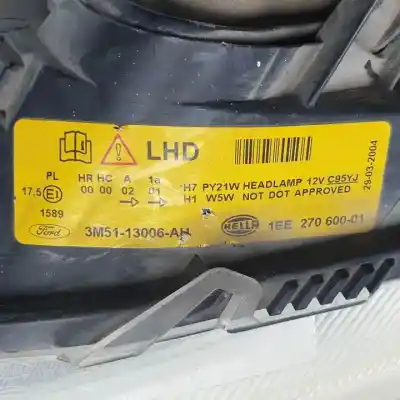 LHD
PL HR HC A 1a
17.5 E1 00 00 02 01 H7 PY21W HEADLAMP 12V C95YJ
H1 W5W NOT DOT APPROVED
1589
29-03-2004
Ford 3M51-13006-AH HELLA 1EE 270 600-01